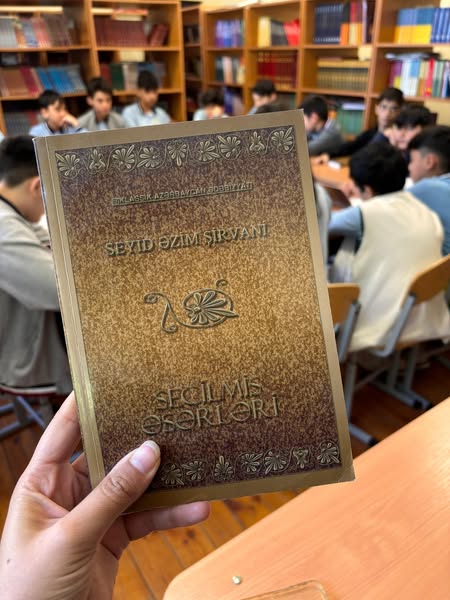 KLASSİK AZƏRBAYCAN ƏDƏBİYYATI
SEYİD ƏZİM ŞİRVANİ
SEÇİLMİŞ
ƏSƏRLƏRİ